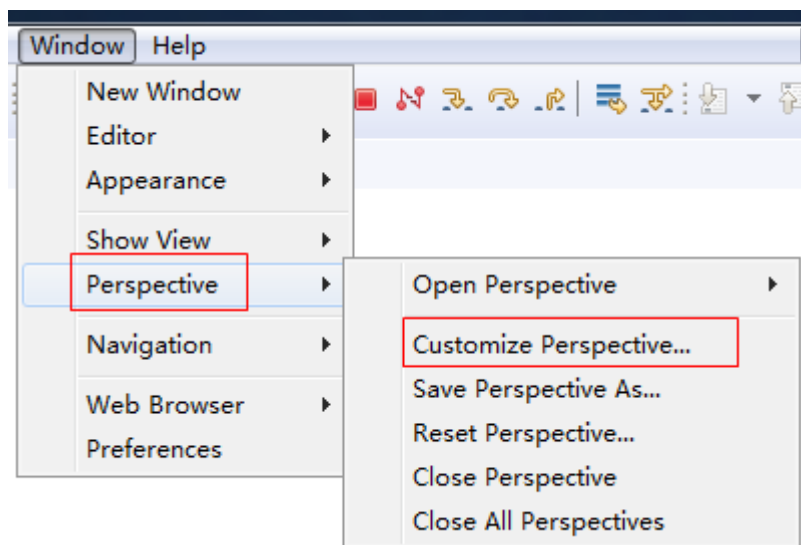 Window Help
New Window
Editor
Appearance
Show View
Perspective
Navigation
Web Browser
Preferences
Open Perspective
Customize Perspective...
Save Perspective As...
Reset Perspective...
Close Perspective
Close All Perspectives